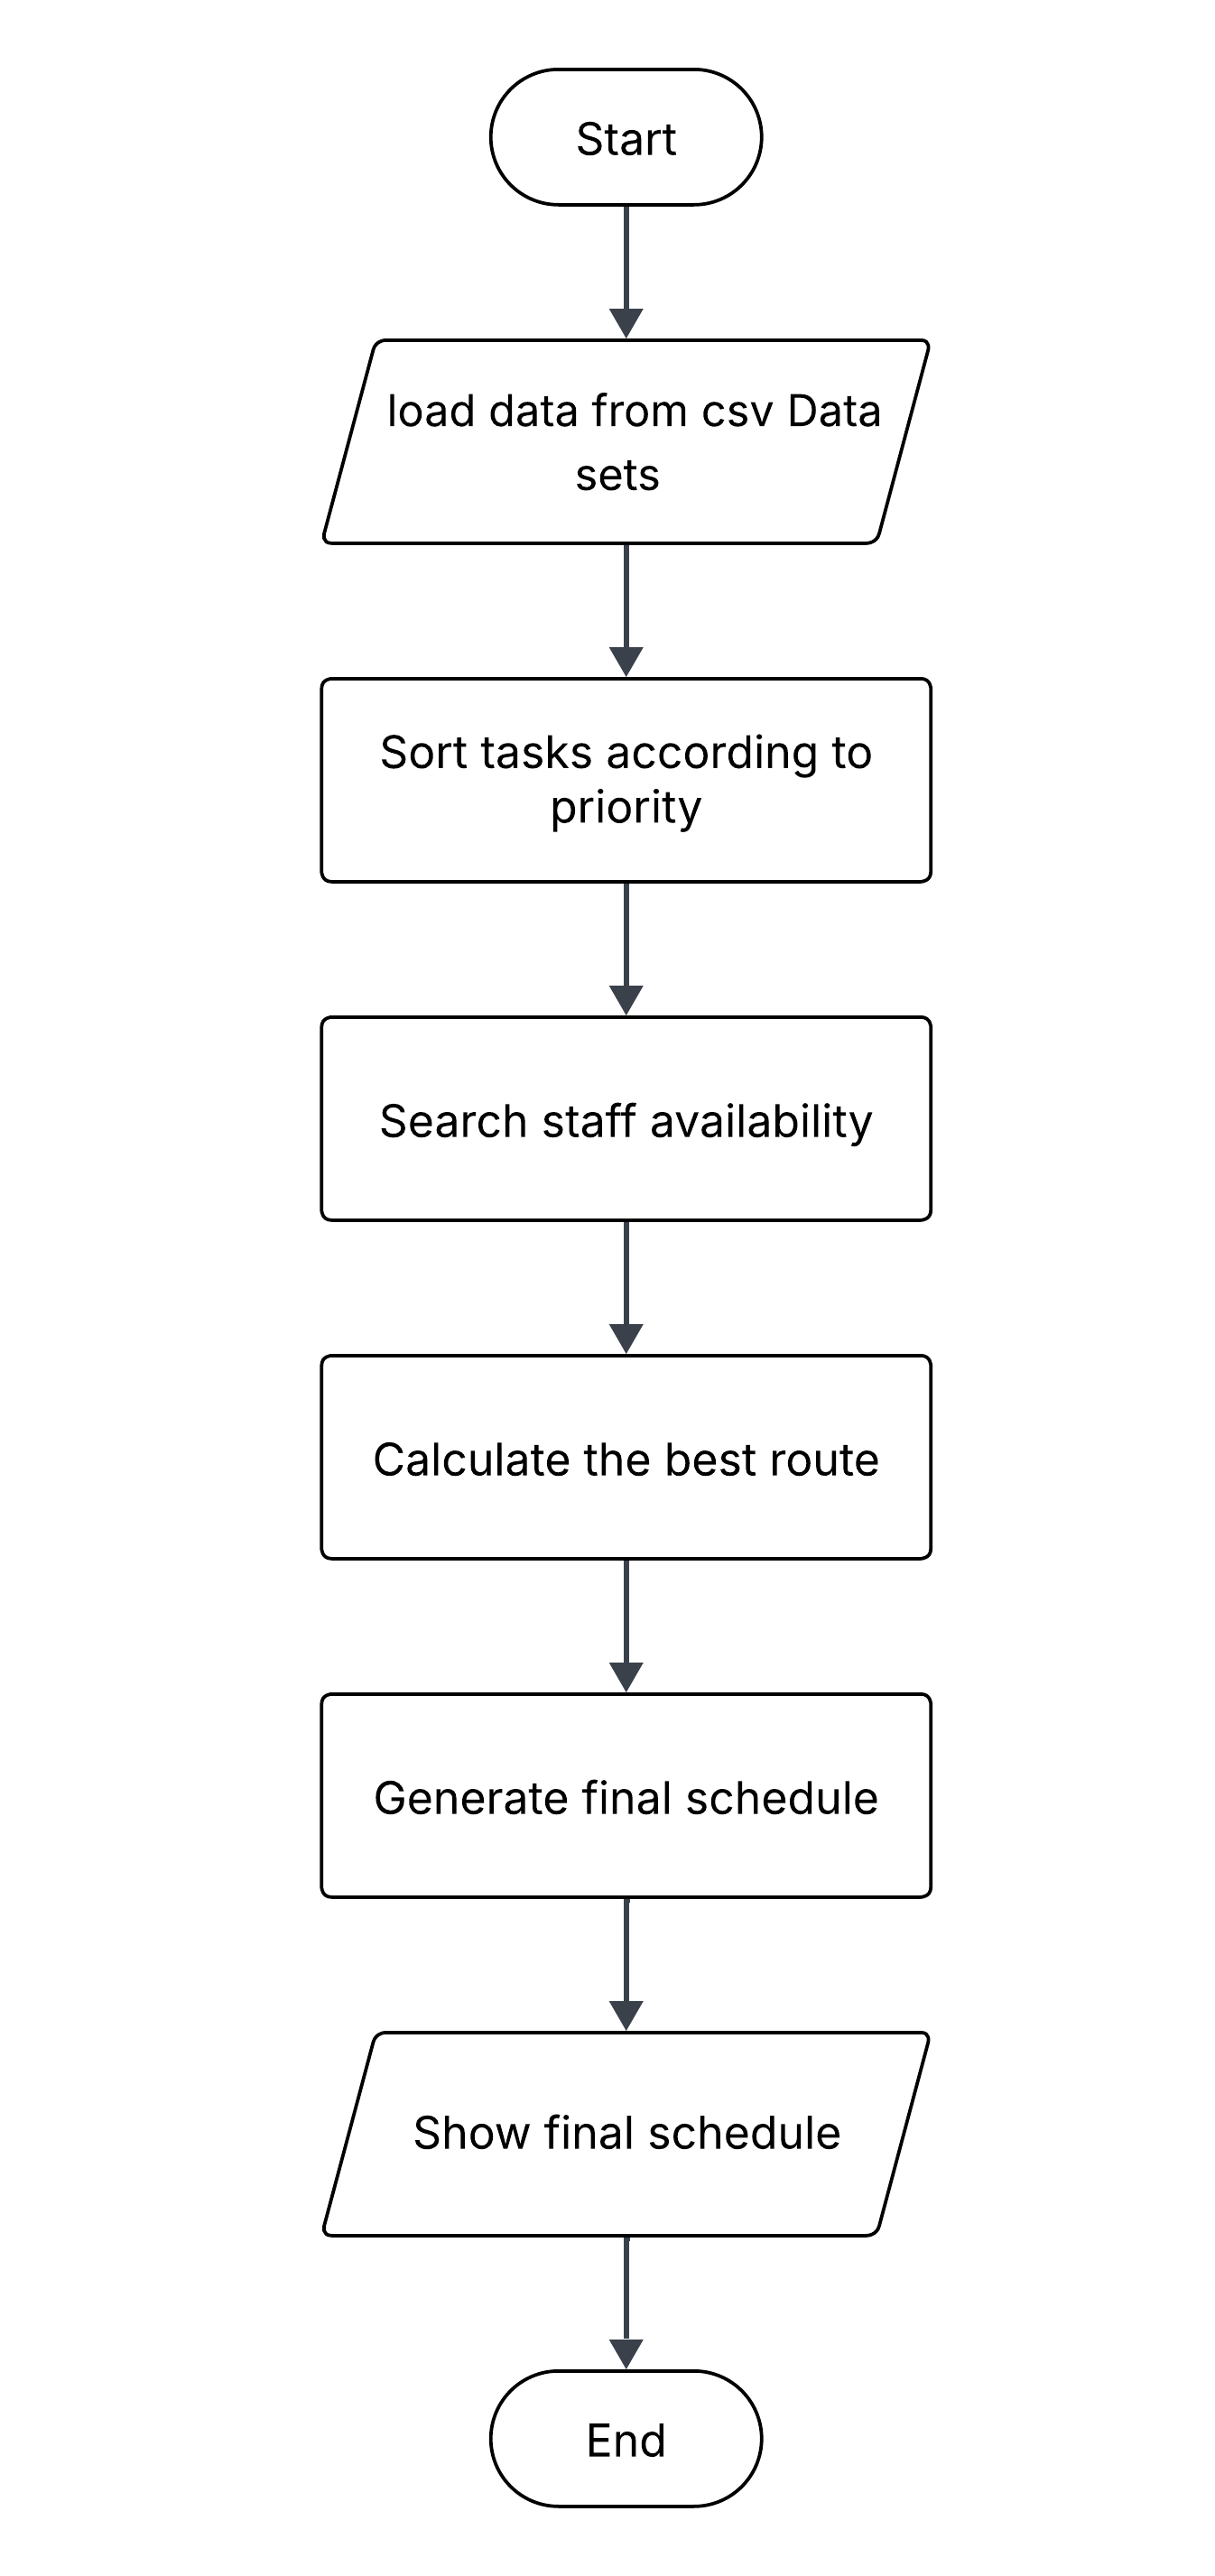 Start
load data from csv Data
sets
Sort tasks according to
priority
Search staff availability
Calculate the best route
Generate final schedule
Show final schedule
End